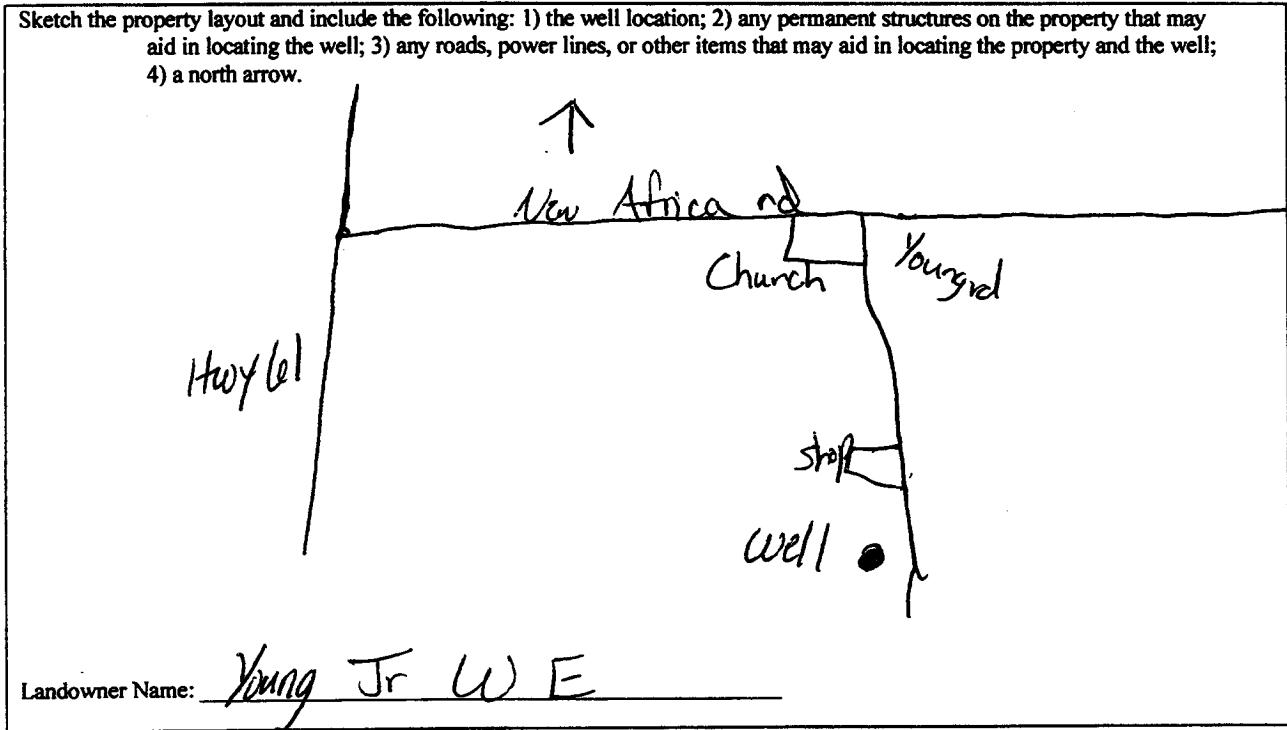 Sketch the property layout and include the following: 1) the well location; 2) any permanent structures on the property that may
aid in locating the well; 3) any roads, power lines, or other items that may aid in locating the property and the well;
4) a north arrow.
New Africa rd
Church
Young rd
Hwy 61
shop
well
Landowner Name: Young Jr W E